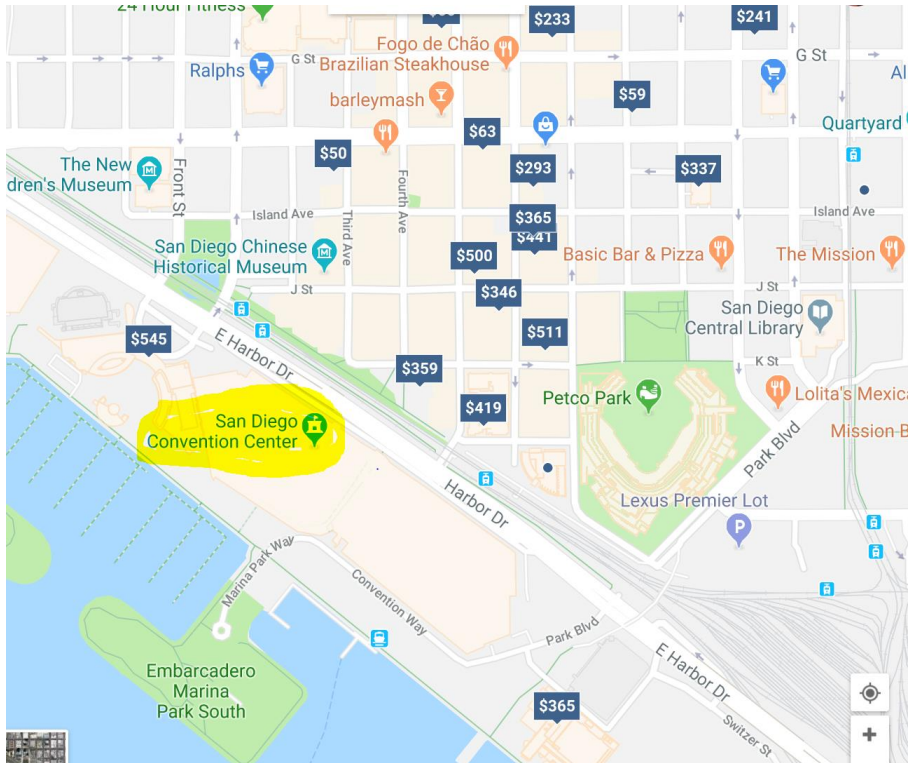 24 Hour Fitness
$233
$241
G St
G St
Fogo de Chão
Brazilian Steakhouse
Ralphs
barleymash
$59
Al
Quartyard
$63
$50
$293
$337
The New
dren's Museum
Front St
Fourth Ave
Third Ave
Island Ave
Island Ave
$365
$441
San Diego Chinese
Historical Museum
$500
Basic Bar & Pizza
The Mission
J St
J St
$346
San Diego
Central Library
$545
E Harbor Dr
$511
K St
$359
Petco Park
Lolita's Mexica
$419
San Diego
Convention Center
Mission-B
Park Blvd
Harbor Dr
Lexus Premier Lot
P
Marina Park Way
Convention Way
Park Blvd
E Harbor Dr
Embarcadero
Marina
Park South
$365
Switzer St